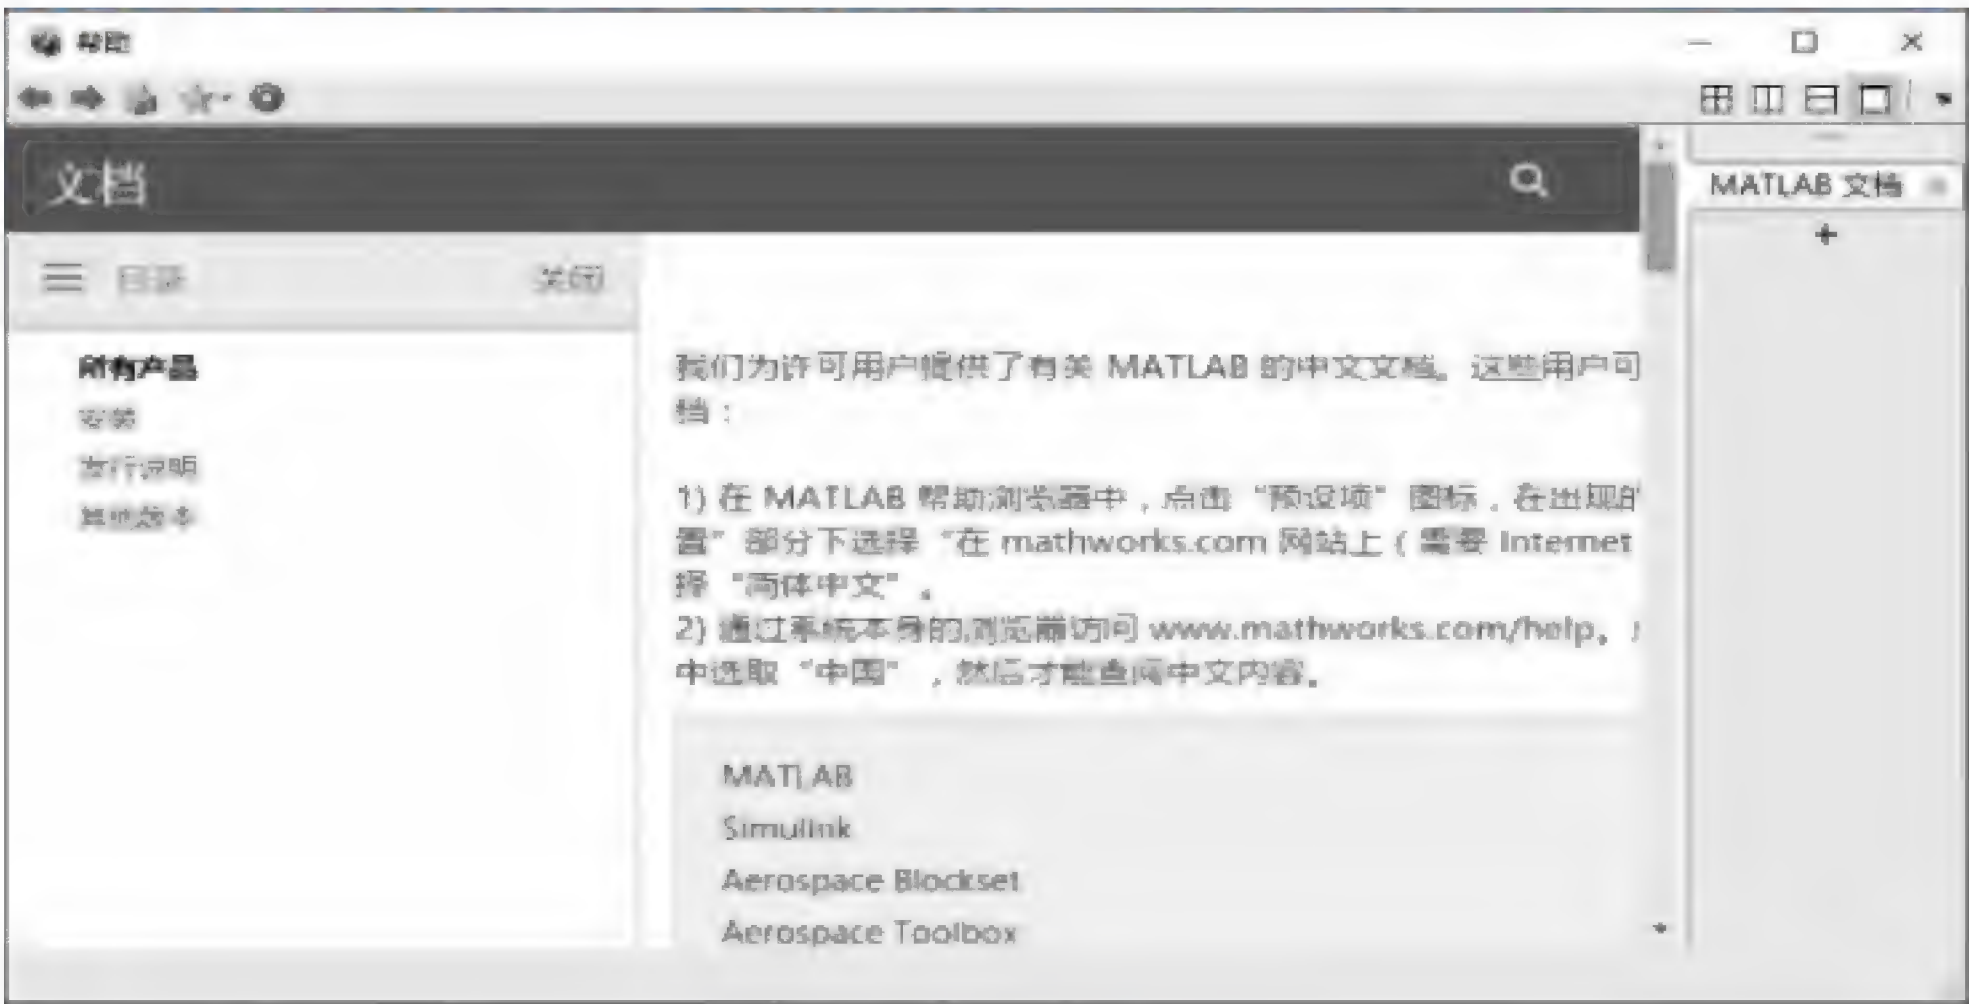 帮助
文档
MATLAB 文档
目录
关闭
所有产品
安装
发行说明
其他版本
我们为许可用户提供了有关 MATLAB 的中文文档。这些用户可
档：
1) 在 MATLAB 帮助浏览器中，点击“预设项”图标，在出现的
置”部分下选择“在 mathworks.com 网站上 ( 需要 Internet
择“简体中文”。
2) 通过系统本身的浏览器访问 www.mathworks.com/help。
中选取“中国”，然后才能查阅中文内容。
MATLAB
Simulink
Aerospace Blockset
Aerospace Toolbox